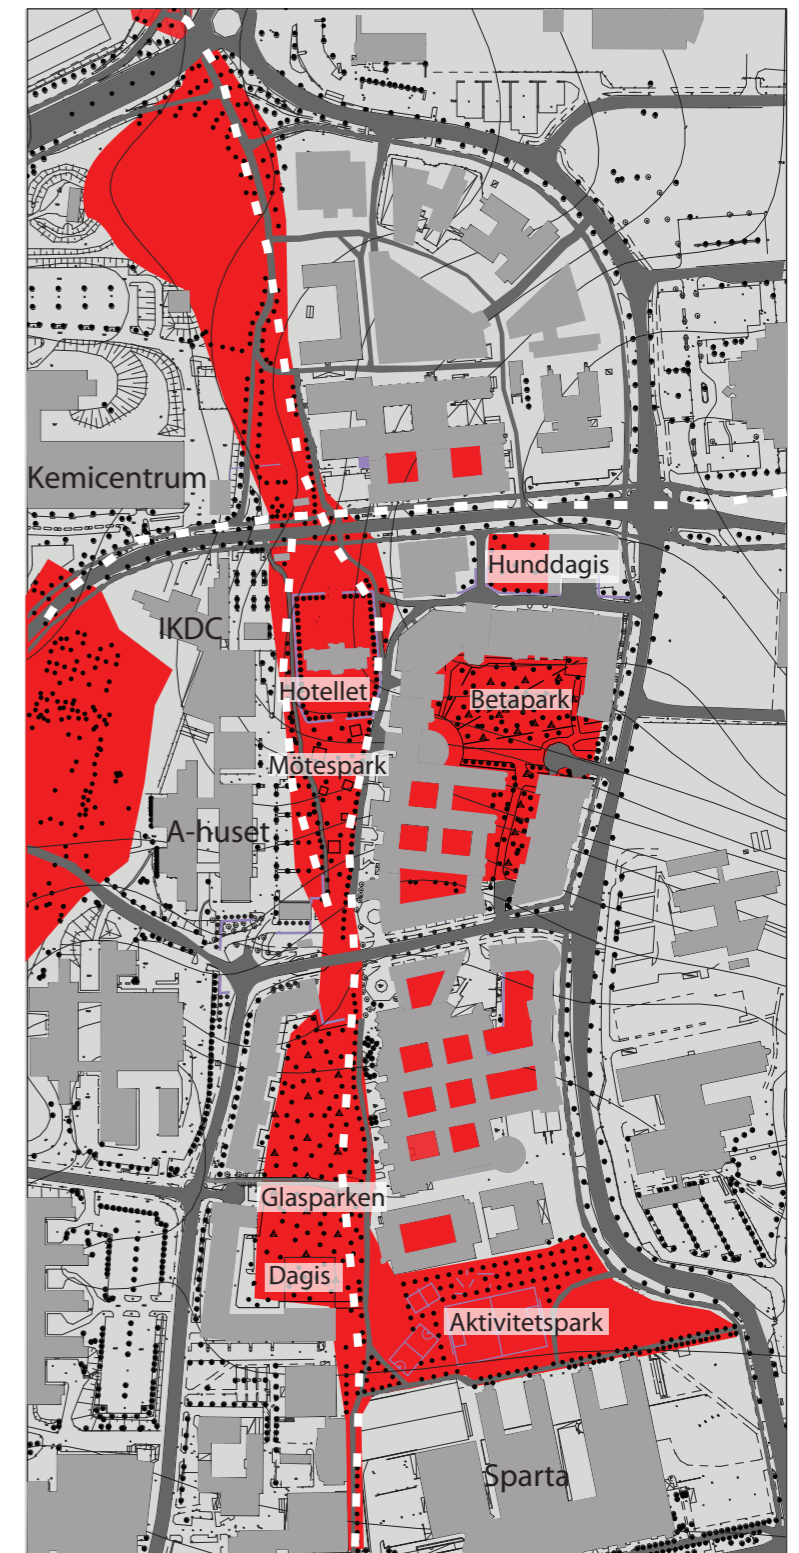 Kemicentrum
Hunddagis
IKDC
Hotellet
Betapark
Mötespark
A-huset
Glasparken
Dagis
Aktivitetspark
Sparta